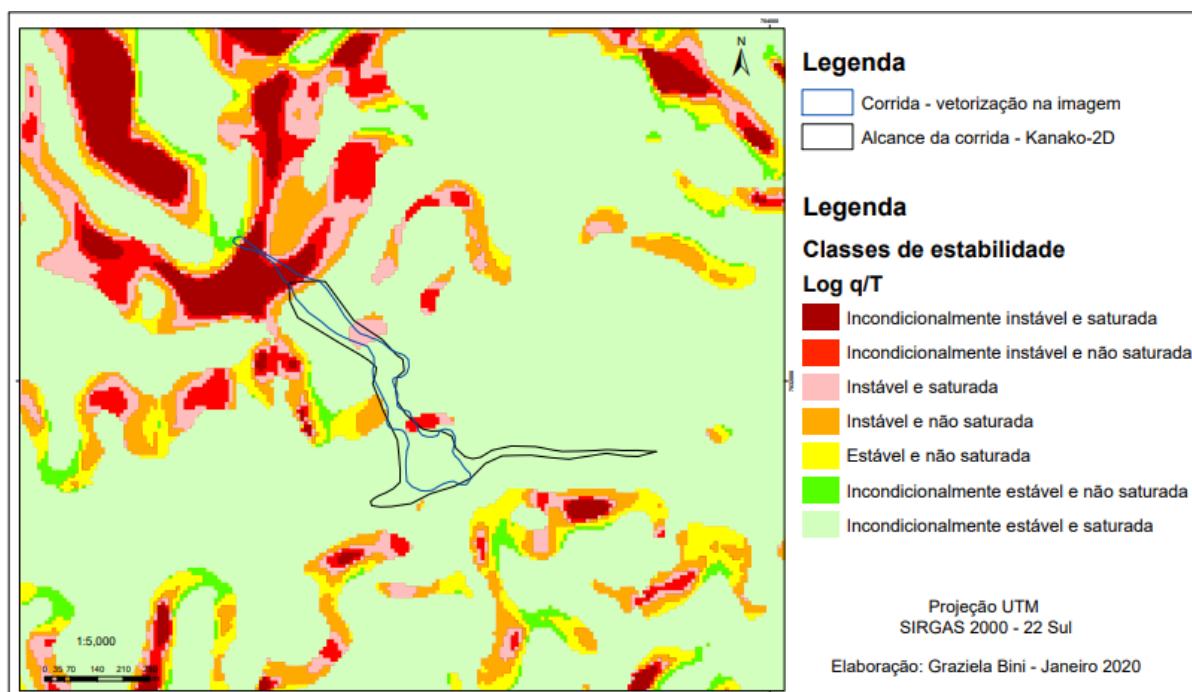 N
Legenda
Corrida - vetorização na imagem
Alcance da corrida - Kanako-2D
Legenda
Classes de estabilidade
Log q/T
Incondicionalmente instável e saturada
Incondicionalmente instável e não saturada
Instável e saturada
Instável e não saturada
Estável e não saturada
Incondicionalmente estável e não saturada
Incondicionalmente estável e saturada
1:5,000
0 35 70 140 210
Projeção UTM
SIRGAS 2000 - 22 Sul
Elaboração: Graziela Bini - Janeiro 2020